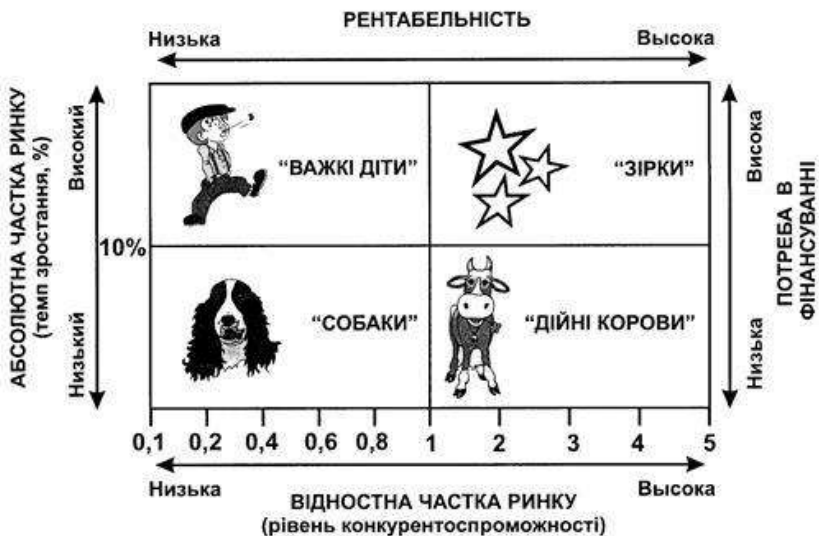 РЕНТАБЕЛЬНІСТЬ
Низька
Высока
АБСОЛЮТНА ЧАСТКА РИНКУ
(темп зростання, %)
Високий
Низький
10%
“ВАЖКІ ДІТИ”
“ЗІРКИ”
“СОБАКИ”
“ДІЙНІ КОРОВИ”
Висока
Низька
ПОТРЕБА В
ФІНАНСУВАННІ
0,1 0,2 0,4 0,6 0,8 1 2 3 4 5
Низька
Высока
ВІДНОСТНА ЧАСТКА РИНКУ
(рівень конкурентоспроможності)